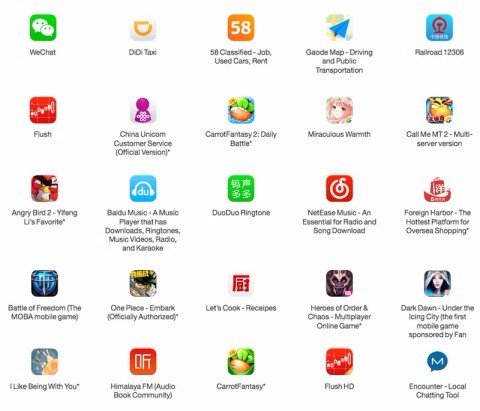 WeChat
DiDi Taxi
58
58 Classified - Job,
Used Cars, Rent
Gaode Map - Driving
and Public
Transportation
中国铁路
Railroad 12306
Flush
China Unicom
Customer Service
(Official Version)*
CarrotFantasy 2: Daily
Battle*
Miraculous Warmth
Call Me MT 2 - Multi-
server version
Angry Bird 2 - Yifeng
Li's Favorite*
du
Baidu Music - A Music
Player that has
Downloads, Ringtones,
Music Videos, Radio,
and Karaoke
铃声
多多
DuoDuo Ringtone
NetEase Music - An
Essential for Radio and
Song Download
Foreign Harbor - The
Hottest Platform for
Oversea Shopping*
Battle of Freedom (The
MOBA mobile game)
One Piece - Embark
(Officially Authorized)*
厨
Let's Cook - Receipes
Heroes of Order &
Chaos - Multiplayer
Online Game*
Dark Dawn - Under the
Icing City (the first
mobile game
sponsored by Fan
I Like Being With You*
听
Himalaya FM (Audio
Book Community)
CarrotFantasy*
Flush HD
M
Encounter - Local
Chatting Tool